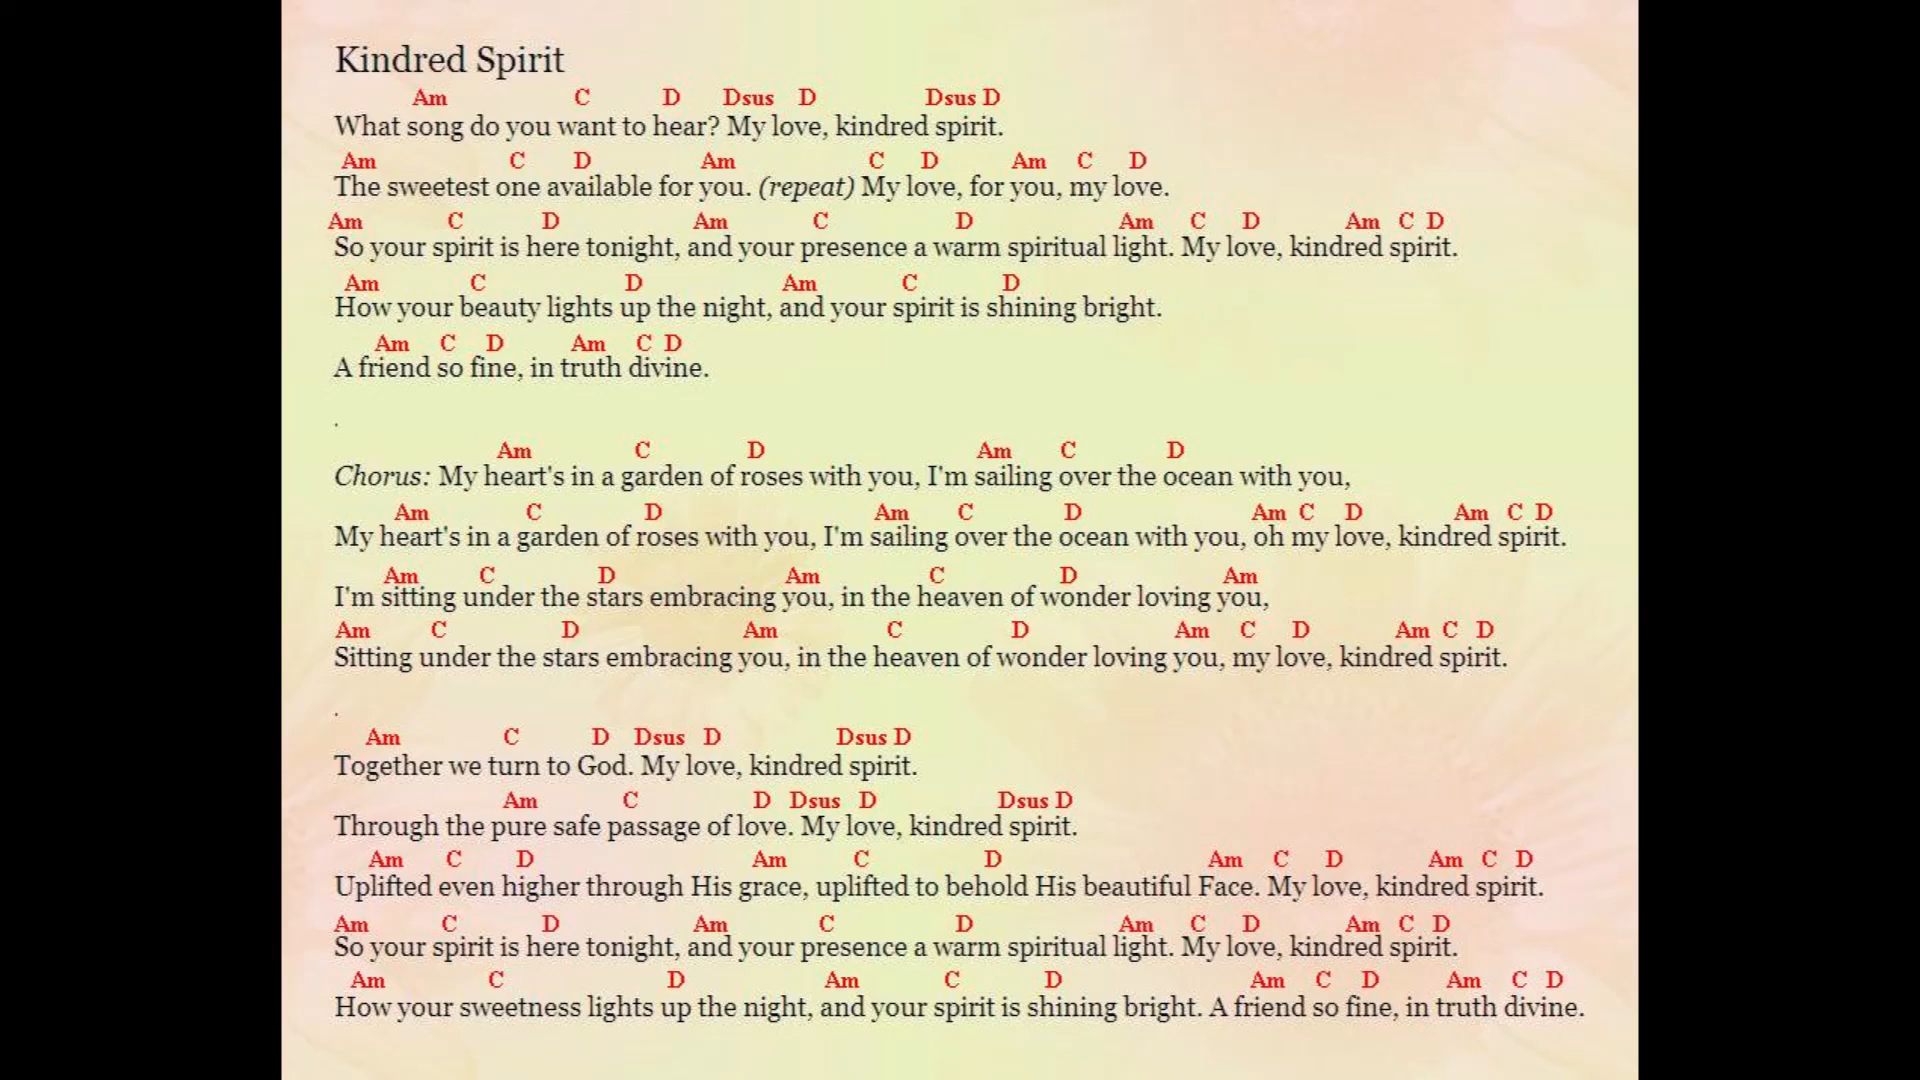 Kindred Spirit
Am C D Dsus D Dsus D
What song do you want to hear? My love, kindred spirit.
Am C D Am C D Am C D
The sweetest one available for you. (repeat) My love, for you, my love.
Am C D Am C D Am C D Am C D
So your spirit is here tonight, and your presence a warm spiritual light. My love, kindred spirit.
Am C D Am C D
How your beauty lights up the night, and your spirit is shining bright.
Am C D Am C D
A friend so fine, in truth divine.
.
Am C D Am C D
Chorus: My heart's in a garden of roses with you, I'm sailing over the ocean with you,
Am C D Am C D Am C D Am C D
My heart's in a garden of roses with you, I'm sailing over the ocean with you, oh my love, kindred spirit.
Am C D Am C D Am
I'm sitting under the stars embracing you, in the heaven of wonder loving you,
Am C D Am C D Am C D Am C D
Sitting under the stars embracing you, in the heaven of wonder loving you, my love, kindred spirit.
.
Am C D Dsus D Dsus D
Together we turn to God. My love, kindred spirit.
Am C D Dsus D Dsus D
Through the pure safe passage of love. My love, kindred spirit.
Am C D Am C D Am C D Am C D
Uplifted even higher through His grace, uplifted to behold His beautiful Face. My love, kindred spirit.
Am C D Am C D Am C D Am C D
So your spirit is here tonight, and your presence a warm spiritual light. My love, kindred spirit.
Am C D Am C D Am C D Am C D
How your sweetness lights up the night, and your spirit is shining bright. A friend so fine, in truth divine.